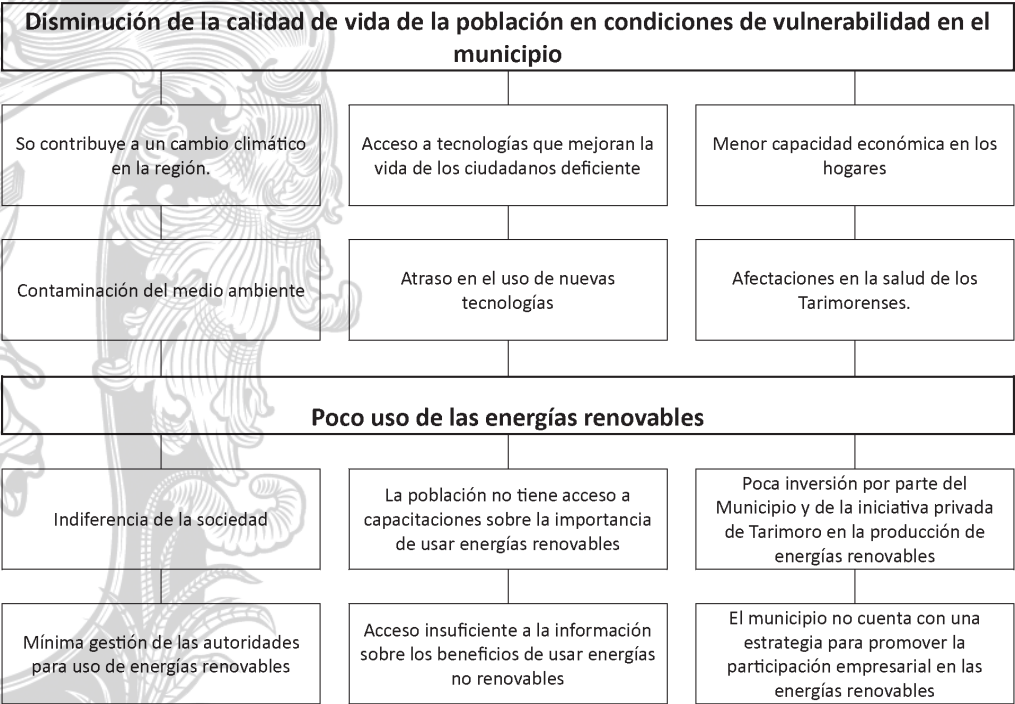 Disminución de la calidad de vida de la población en condiciones de vulnerabilidad en el
municipio
So contribuye a un cambio climático
en la región.
Acceso a tecnologías que mejoran la
vida de los ciudadanos deficiente
Menor capacidad económica en los
hogares
Contaminación del medio ambiente
Atraso en el uso de nuevas
tecnologías
Afectaciones en la salud de los
Tarimorenses.
Poco uso de las energías renovables
Indiferencia de la sociedad
La población no tiene acceso a
capacitaciones sobre la importancia
de usar energías renovables
Poca inversión por parte del
Municipio y de la iniciativa privada
de Tarimoro en la producción de
energías renovables
Mínima gestión de las autoridades
para uso de energías renovables
Acceso insuficiente a la información
sobre los beneficios de usar energías
no renovables
El municipio no cuenta con una
estrategia para promover la
participación empresarial en las
energías renovables